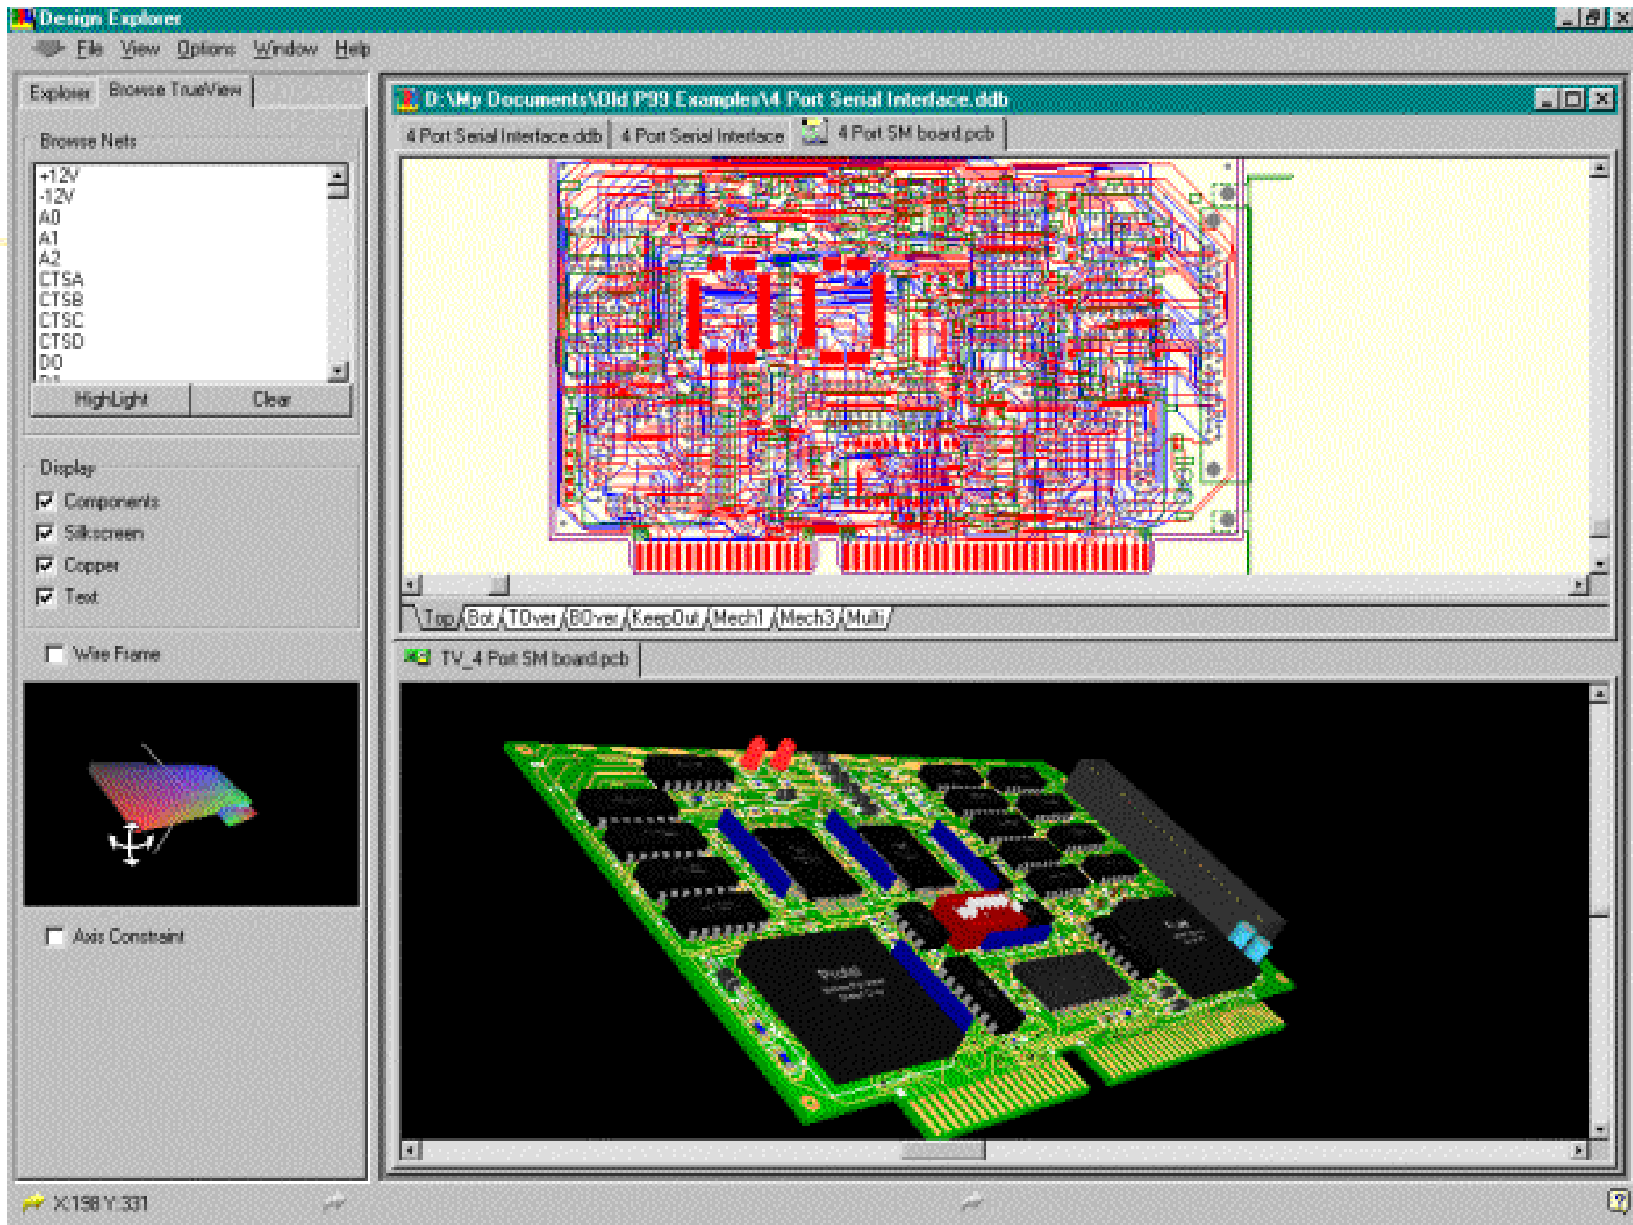 Design Explorer
File View Options Window Help
Explorer Browse TrueView
Browse Nets
+12V
-12V
A0
A1
A2
CTSA
CTSB
CTSC
CTSD
D0
HighLight Clear
Display
Components
Silkscreen
Copper
Text
Wire Frame
Axis Constraint
D:\My Documents\Old P99 Examples\4 Port Serial Interface.ddb
4 Port Serial Interface.ddb 4 Port Serial Interface 4 Port SM board.pcb
Top Bot TOver BOver KeepOut Mech1 Mech3 Multi
TV_4 Port SM board.pcb
X:198 Y:331